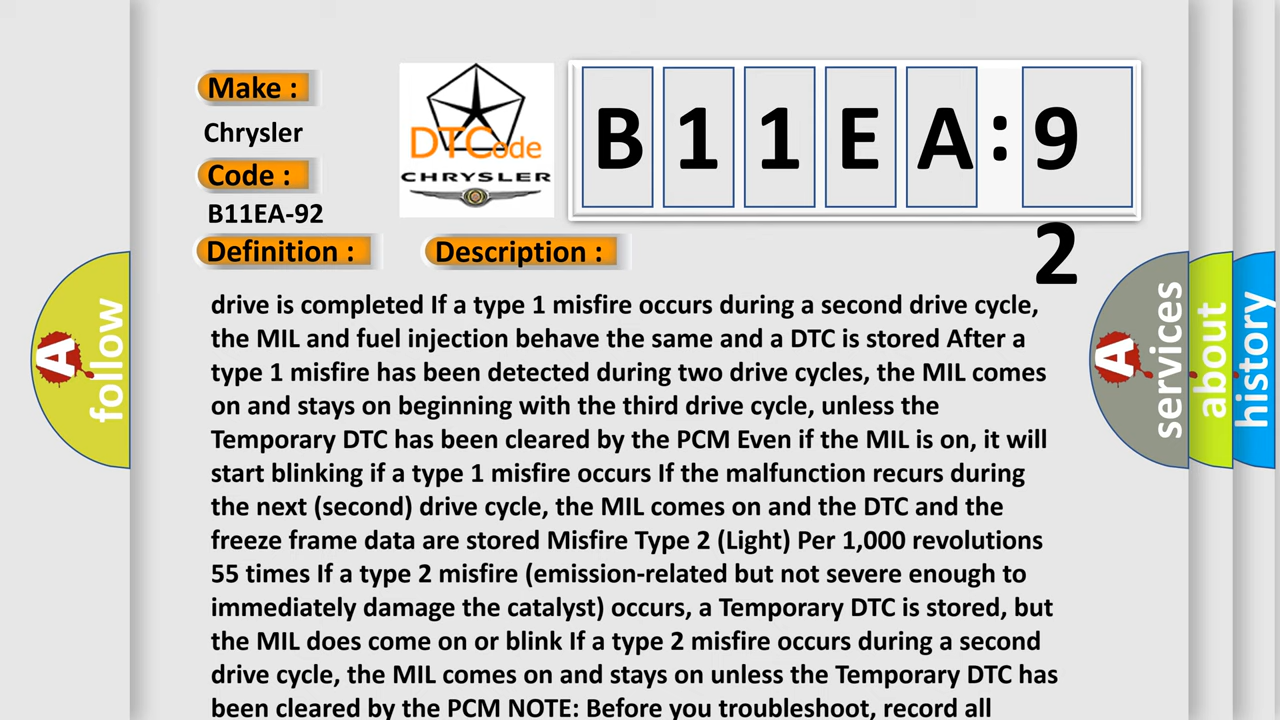 Make :
Chrysler
Code :
B11EA-92
Definition :
Description :
DTCode
CHRYSLER
B 1 1 E A : 9
2
drive is completed If a type 1 misfire occurs during a second drive cycle,
the MIL and fuel injection behave the same and a DTC is stored After a
type 1 misfire has been detected during two drive cycles, the MIL comes
on and stays on beginning with the third drive cycle, unless the
Temporary DTC has been cleared by the PCM Even if the MIL is on, it will
start blinking if a type 1 misfire occurs If the malfunction recurs during
the next (second) drive cycle, the MIL comes on and the DTC and the
freeze frame data are stored Misfire Type 2 (Light) Per 1,000 revolutions
55 times If a type 2 misfire (emission-related but not severe enough to
immediately damage the catalyst) occurs, a Temporary DTC is stored, but
the MIL does come on or blink If a type 2 misfire occurs during a second
drive cycle, the MIL comes on and stays on unless the Temporary DTC has
been cleared by the PCM NOTE: Before you troubleshoot, record all
A follow
A services
about
history